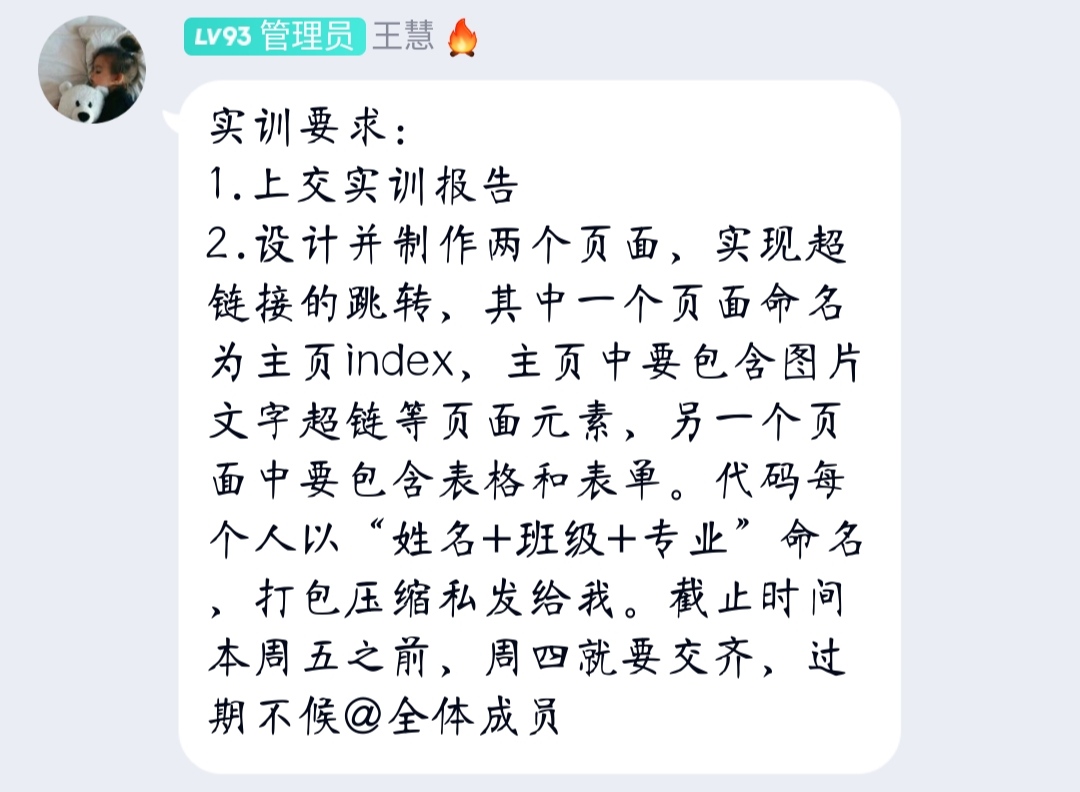 LV93 管理员 王慧
实训要求：
1.上交实训报告
2.设计并制作两个页面，实现超
链接的跳转，其中一个页面命名
为主页index，主页中要包含图片
文字超链等页面元素，另一个页
面中要包含表格和表单。代码每
个人以“姓名+班级+专业”命名
，打包压缩私发给我。截止时间
本周五之前，周四就要交齐，过
期不候@全体成员